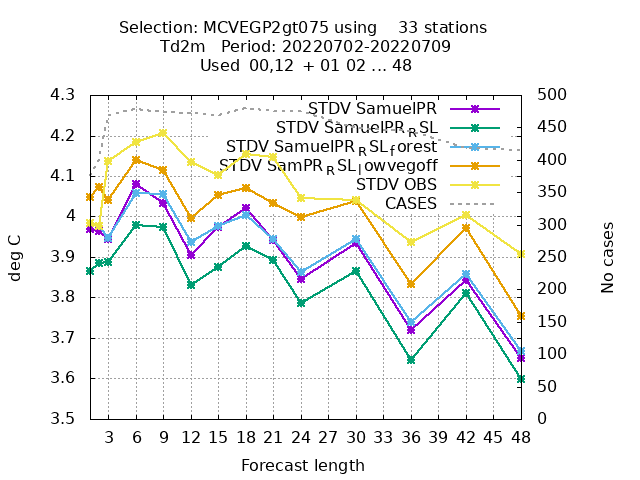 Selection: MCVEGP2gt075 using 33 stations
Td2m Period: 20220702-20220709
Used 00,12 + 01 02 ... 48
4.3
4.2
4.1
4
3.9
3.8
3.7
3.6
3.5
deg C
500
450
400
350
300
250
200
150
100
50
0
No cases
STDV SamuelPR
STDV SamuelPR_RSL
STDV SamuelPR_RSL_forest
STDV SamPR_RSL_lowvegoff
STDV OBS
CASES
3 6 9 12 15 18 21 24 27 30 33 36 39 42 45 48
Forecast length